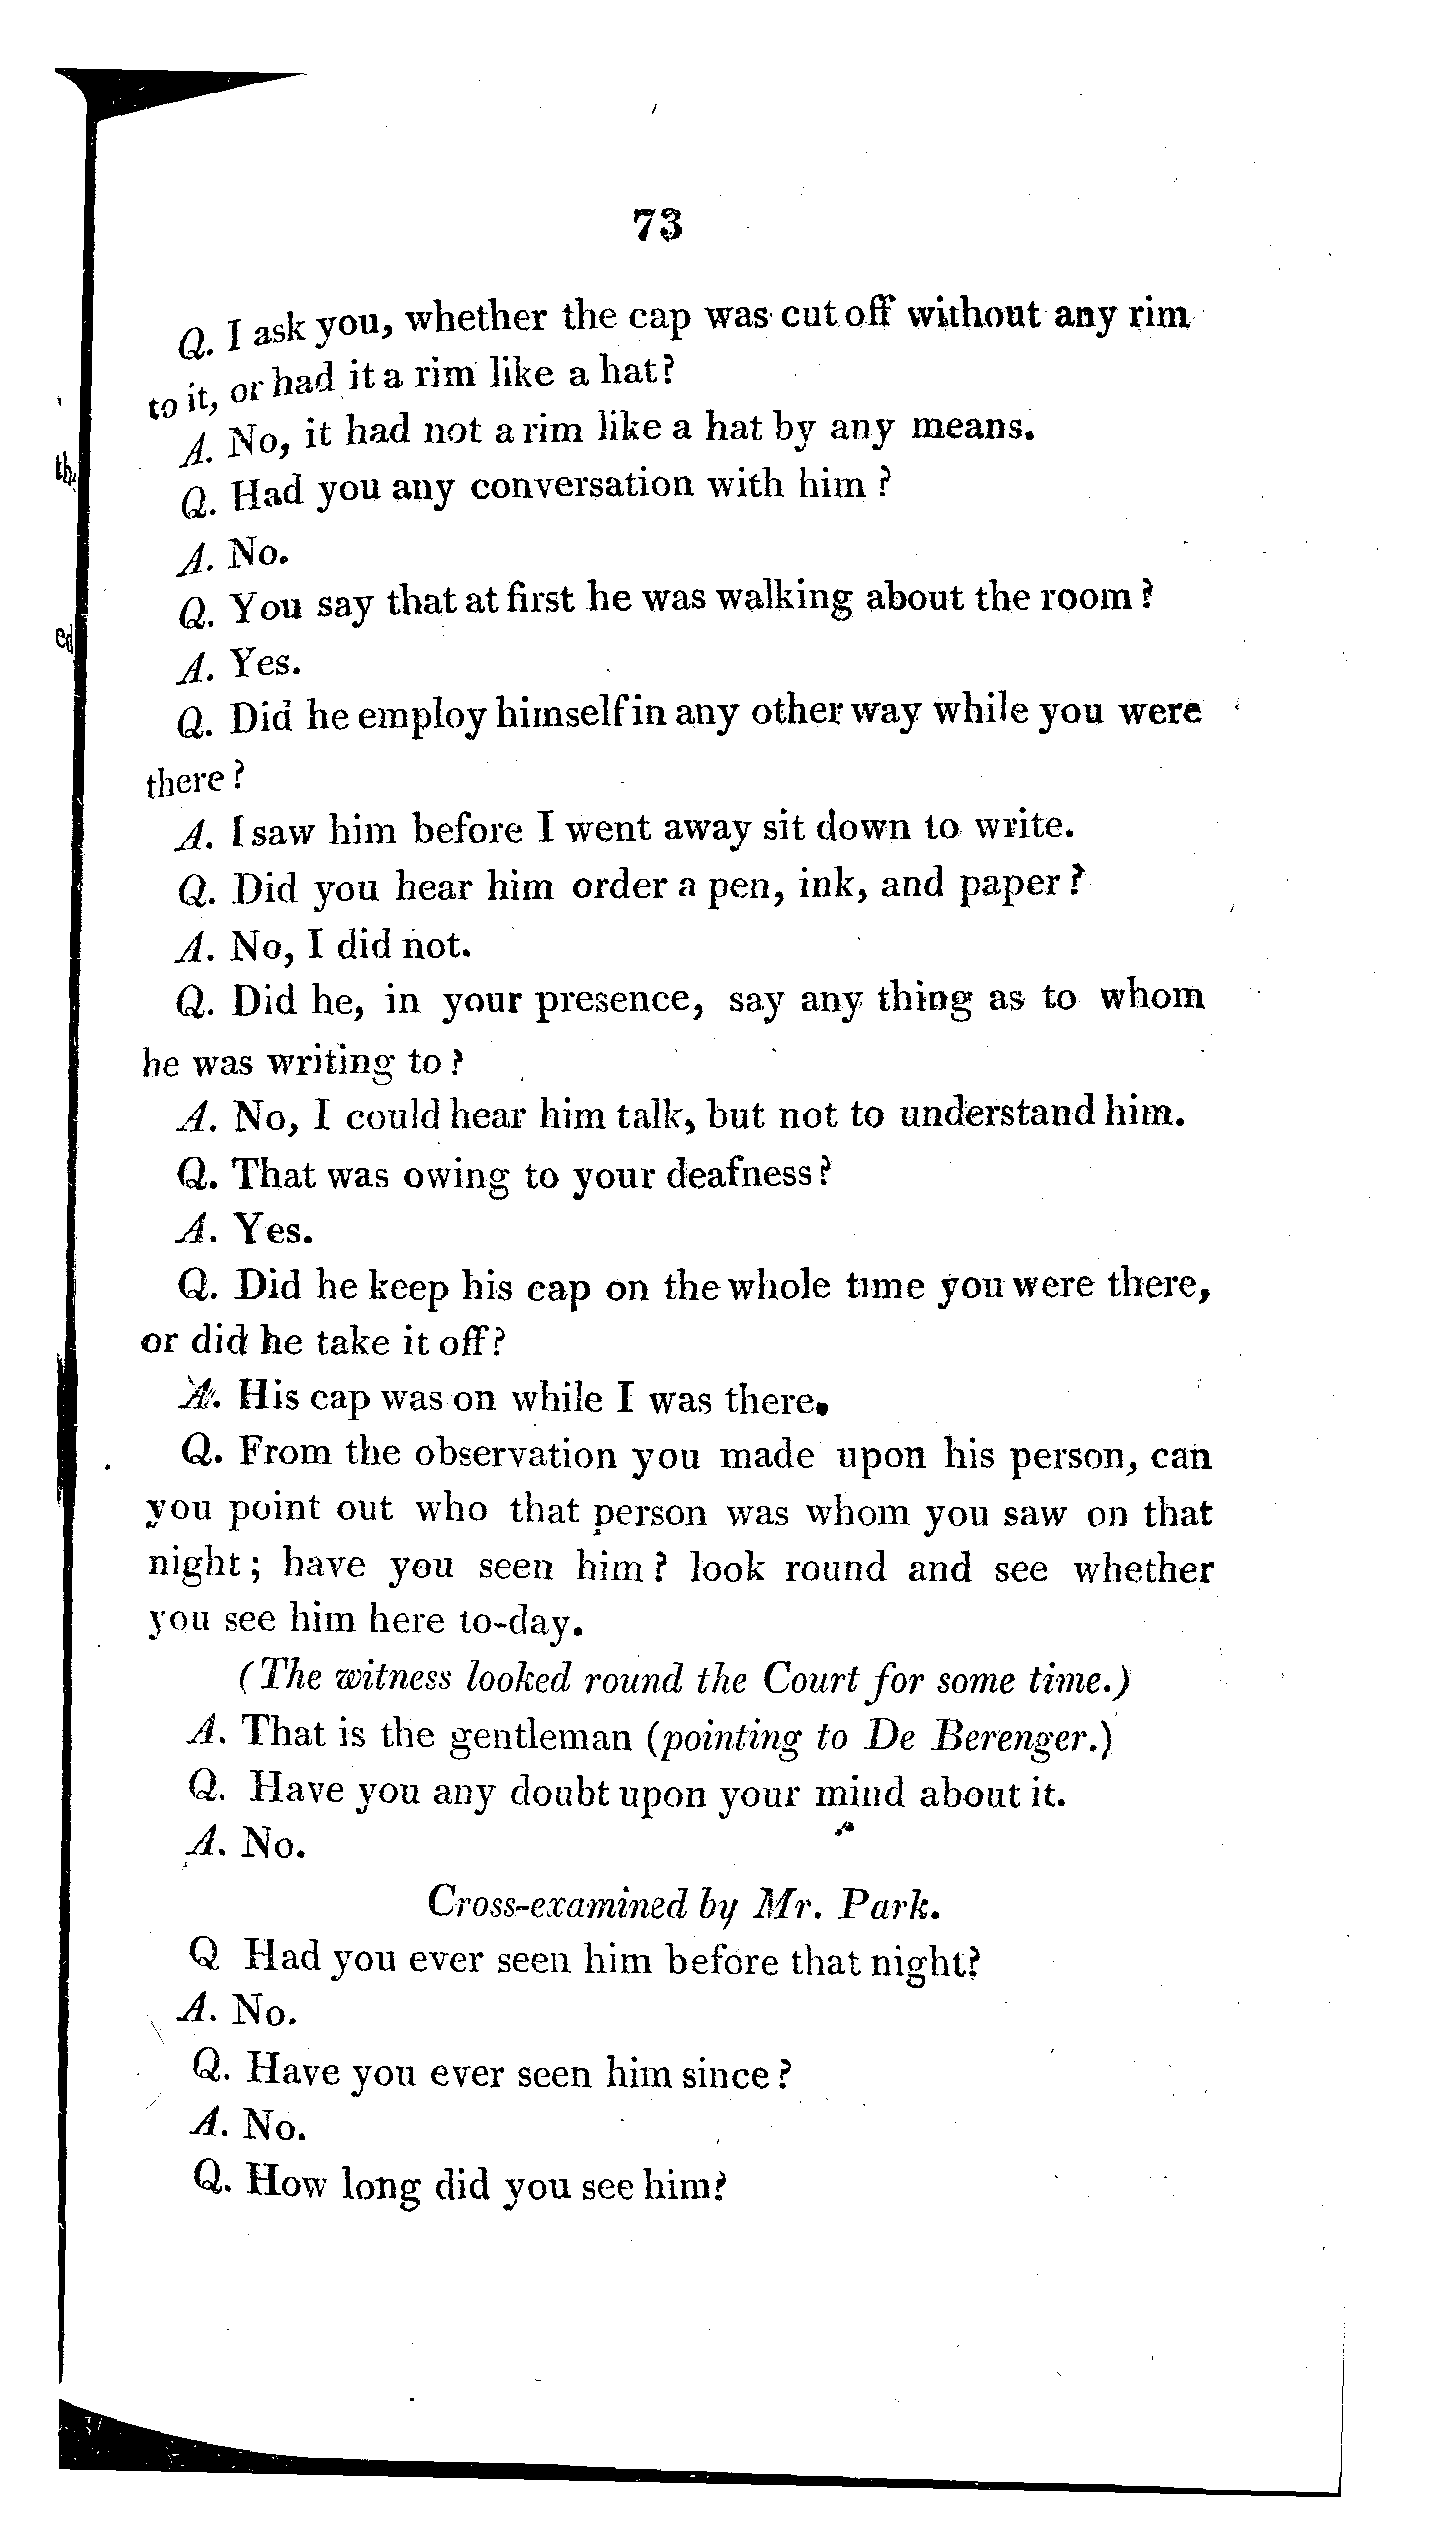 73
Q. I ask you, whether the cap was cut off without any rim
to it, or had it a rim like a hat?
A. No, it had not a rim like a hat by any means.
Q. Had you any conversation with him?
A. No.
Q. You say that at first he was walking about the room?
A. Yes.
Q. Did he employ himself in any other way while you were
there?
A. I saw him before I went away sit down to write.
Q. Did you hear him order a pen, ink, and paper?
A. No, I did not.
Q. Did he, in your presence, say any thing as to whom
he was writing to?
A. No, I could hear him talk, but not to understand him.
Q. That was owing to your deafness?
A. Yes.
Q. Did he keep his cap on the whole time you were there,
or did he take it off?
A. His cap was on while I was there.
Q. From the observation you made upon his person, can
you point out who that person was whom you saw on that
night; have you seen him? look round and see whether
you see him here to-day.
(The witness looked round the Court for some time.)
A. That is the gentleman (pointing to De Berenger.)
Q. Have you any doubt upon your mind about it.
A. No.
Cross-examined by Mr. Park.
Q Had you ever seen him before that night?
A. No.
Q. Have you ever seen him since?
A. No.
Q. How long did you see him?